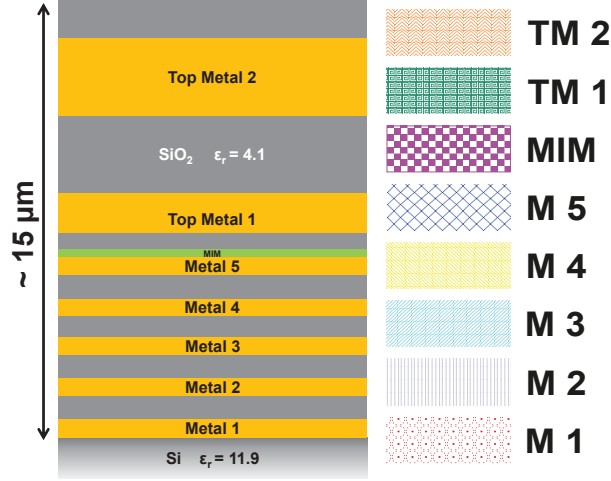 ~ 15 µm
Top Metal 2
SiO₂ εᵣ = 4.1
Top Metal 1
MIM
Metal 5
Metal 4
Metal 3
Metal 2
Metal 1
Si εᵣ = 11.9
TM 2
TM 1
MIM
M 5
M 4
M 3
M 2
M 1